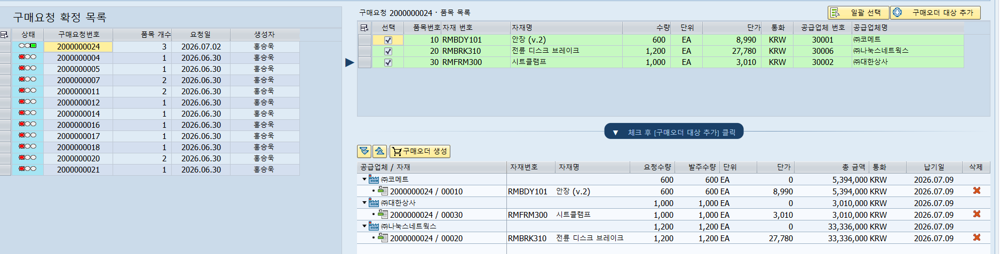 구매요청 확정 목록
상태 구매요청번호 품목 개수 요청일 생성자
2000000024 3 2026.07.02 홍승욱
2000000004 1 2026.06.30 홍승욱
2000000005 1 2026.06.30 홍승욱
2000000007 2 2026.06.30 홍승욱
2000000011 2 2026.06.30 홍승욱
2000000012 1 2026.06.30 홍승욱
2000000014 1 2026.06.30 홍승욱
2000000016 1 2026.06.30 홍승욱
2000000017 1 2026.06.30 홍승욱
2000000018 1 2026.06.30 홍승욱
2000000020 2 2026.06.30 홍승욱
2000000021 1 2026.06.30 홍승욱
구매요청 2000000024 · 품목 목록
일괄 선택 구매오더 대상 추가
선택 품목번호 자재 번호 자재명 수량 단위 단가 통화 공급업체 번호 공급업체명
10 RMBDY101 안장 (v.2) 600 EA 8,990 KRW 30001 ㈜코메트
20 RMBRK310 전륜 디스크 브레이크 1,200 EA 27,780 KRW 30006 ㈜나눅스네트웍스
30 RMFRM300 시트클램프 1,000 EA 3,010 KRW 30002 ㈜대한상사
▼ 체크 후 [구매오더 대상 추가] 클릭
구매오더 생성
공급업체 / 자재 자재번호 자재명 요청수량 발주수량 단위 단가 총 금액 통화 납기일 삭제
㈜코메트 600 600 EA 0 5,394,000 KRW 2026.07.09
2000000024 / 00010 RMBDY101 안장 (v.2) 600 600 EA 8,990 5,394,000 KRW 2026.07.09
㈜대한상사 1,000 1,000 EA 0 3,010,000 KRW 2026.07.09
2000000024 / 00030 RMFRM300 시트클램프 1,000 1,000 EA 3,010 3,010,000 KRW 2026.07.09
㈜나눅스네트웍스 1,200 1,200 EA 0 33,336,000 KRW 2026.07.09
2000000024 / 00020 RMBRK310 전륜 디스크 브레이크 1,200 1,200 EA 27,780 33,336,000 KRW 2026.07.09